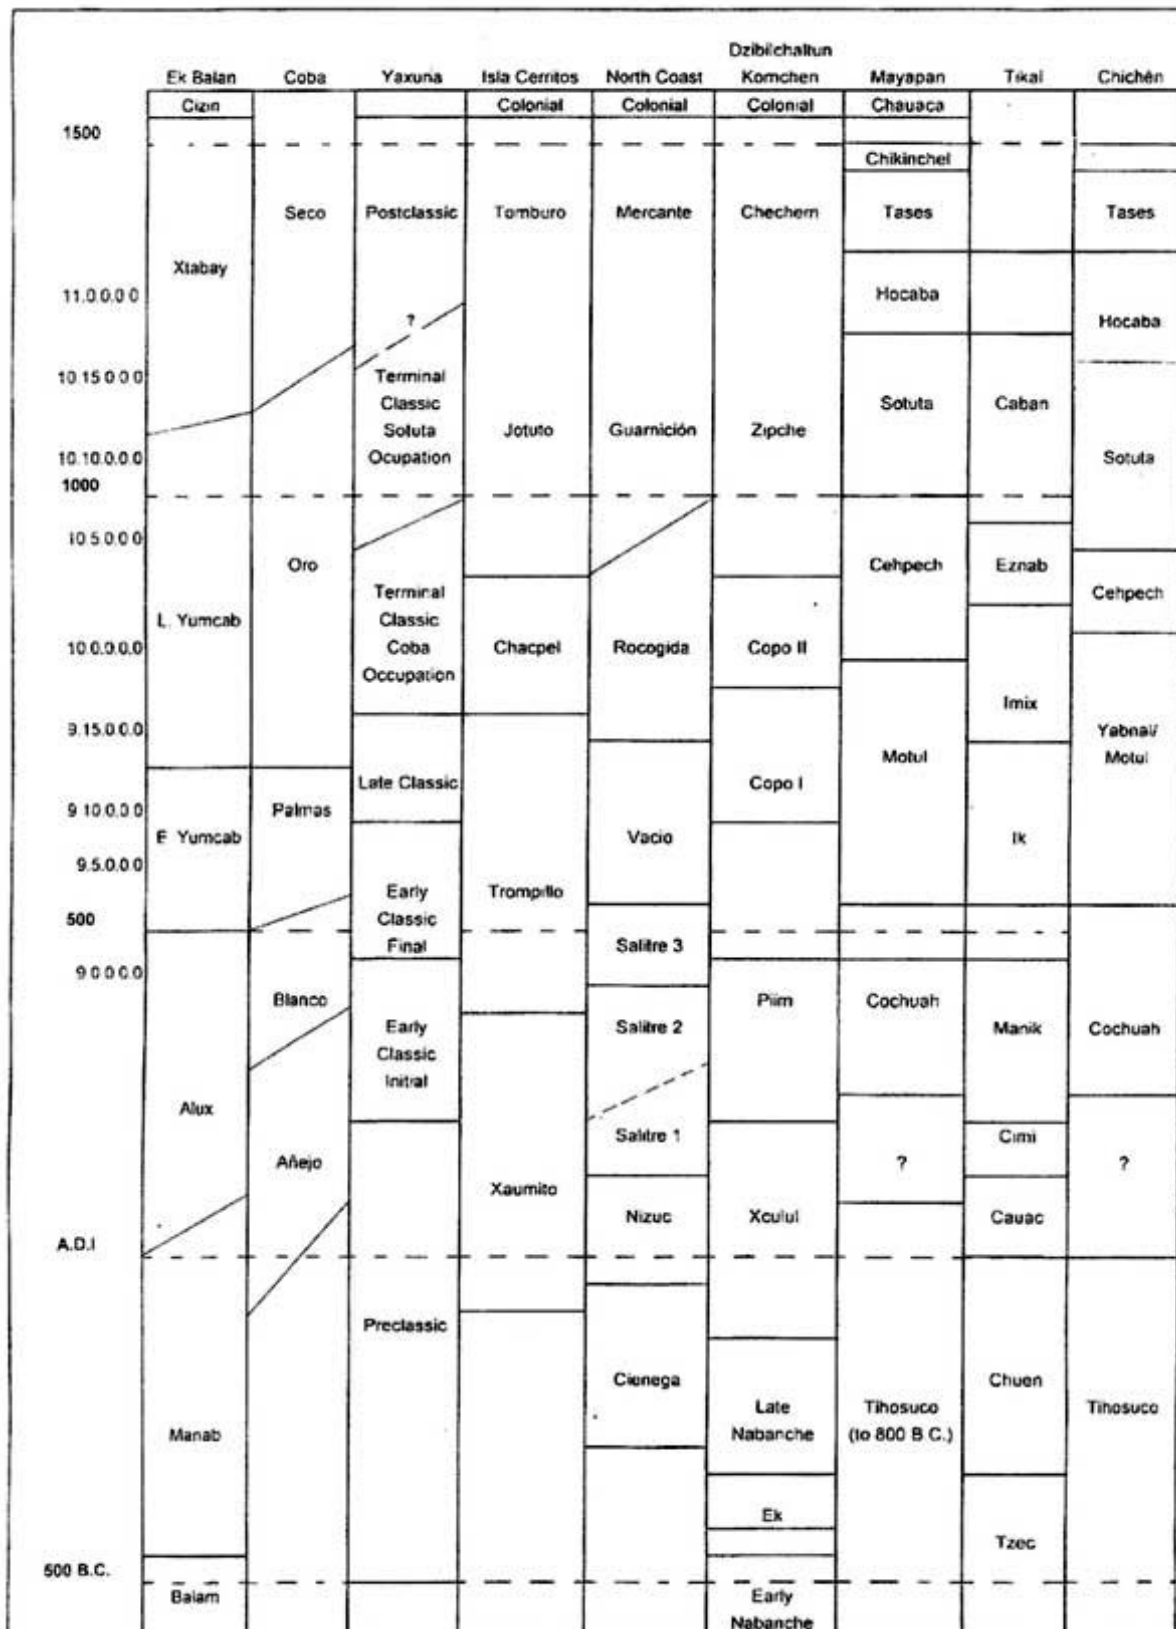 Dzibilchaltun
Ek Balan Coba Yaxuna Isla Cerritos North Coast Komchen Mayapan Tikal Chichén
Cizin Colonial Colonial Colonial Chauaca
1500
Chikinchel
Seco Postclassic Tomburo Mercante Chechem Tases Tases
Xtabay
11.0.0.0.0 Hocaba
? Hocaba
10.15.0.0.0 Terminal
Classic Sotuta Caban
Sotuta Jotuto Guarnición Zipche
10.10.0.0.0 Ocupation Sotuta
1000
10.5.0.0.0
Oro Cehpech Eznab
Terminal Cehpech
L. Yumcab Classic
10.0.0.0.0 Coba Chacpel Rocogida Copo II
Occupation
Imix
9.15.0.0.0 Yabnal/
Motul Motul
Late Classic Copo I
9.10.0.0.0 Palmas
E Yumcab Vacio Ik
9.5.0.0.0
Early Trompillo
500 Classic
Final Salitre 3
9.0.0.0.0
Blanco Piim Cochuah
Early Salitre 2 Manik Cochuah
Classic
Initial
Alux
Salitre 1 Cimi
Añejo ? ?
Xaumito
Nizuc Xculul Cauac
A.D.I
Preclassic
Cienega Chuen
Late Tihosuco Tihosuco
Manab Nabanche (to 800 B.C.)
Ek
Tzec
500 B.C.
Balam Early
Nabanche